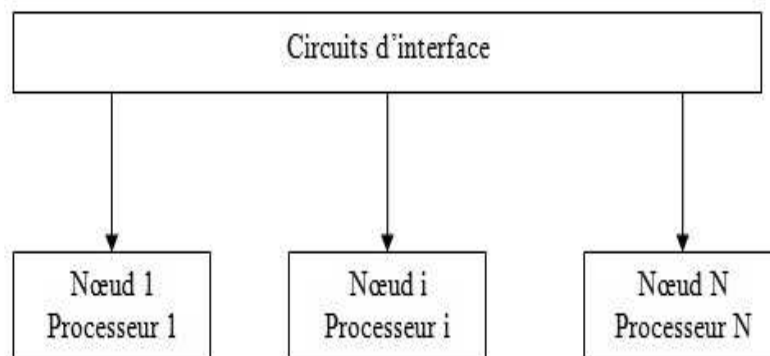 Circuits d'interface
Nœud 1
Processeur 1
Nœud i
Processeur i
Nœud N
Processeur N